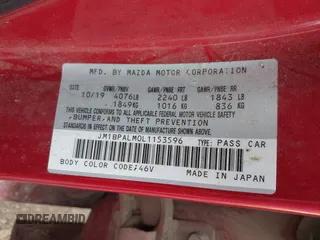 MFD. BY MAZDA MOTOR CORPORATION
GVWR/PNBV GAWR/PNBE FR GAWR/PNBE RR
10/19 4076LB 2240 LB 1843 LB
1849KG 1016 KG 836 KG
THIS VEHICLE CONFORMS TO ALL APPLICABLE FEDERAL MOTOR VEHICLE SAFETY,
BUMPER, AND THEFT PREVENTION
STANDARDS IN EFFECT ON THE DATE OF MANUFACTURE SHOWN ABOVE.
JM1BPALM0L1153596 TYPE: PASS CAR
BODY COLOR CODE:46V MADE IN JAPAN
DREAMBID